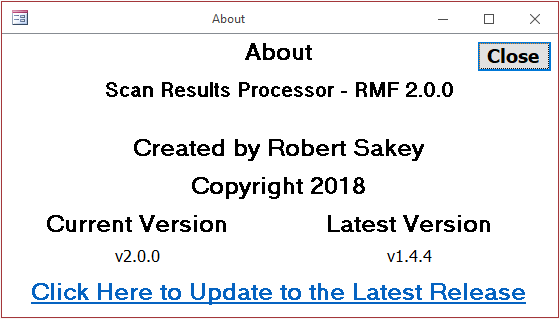 About
About
Close
Scan Results Processor - RMF 2.0.0
Created by Robert Sakey
Copyright 2018
Current Version Latest Version
v2.0.0 v1.4.4
Click Here to Update to the Latest Release